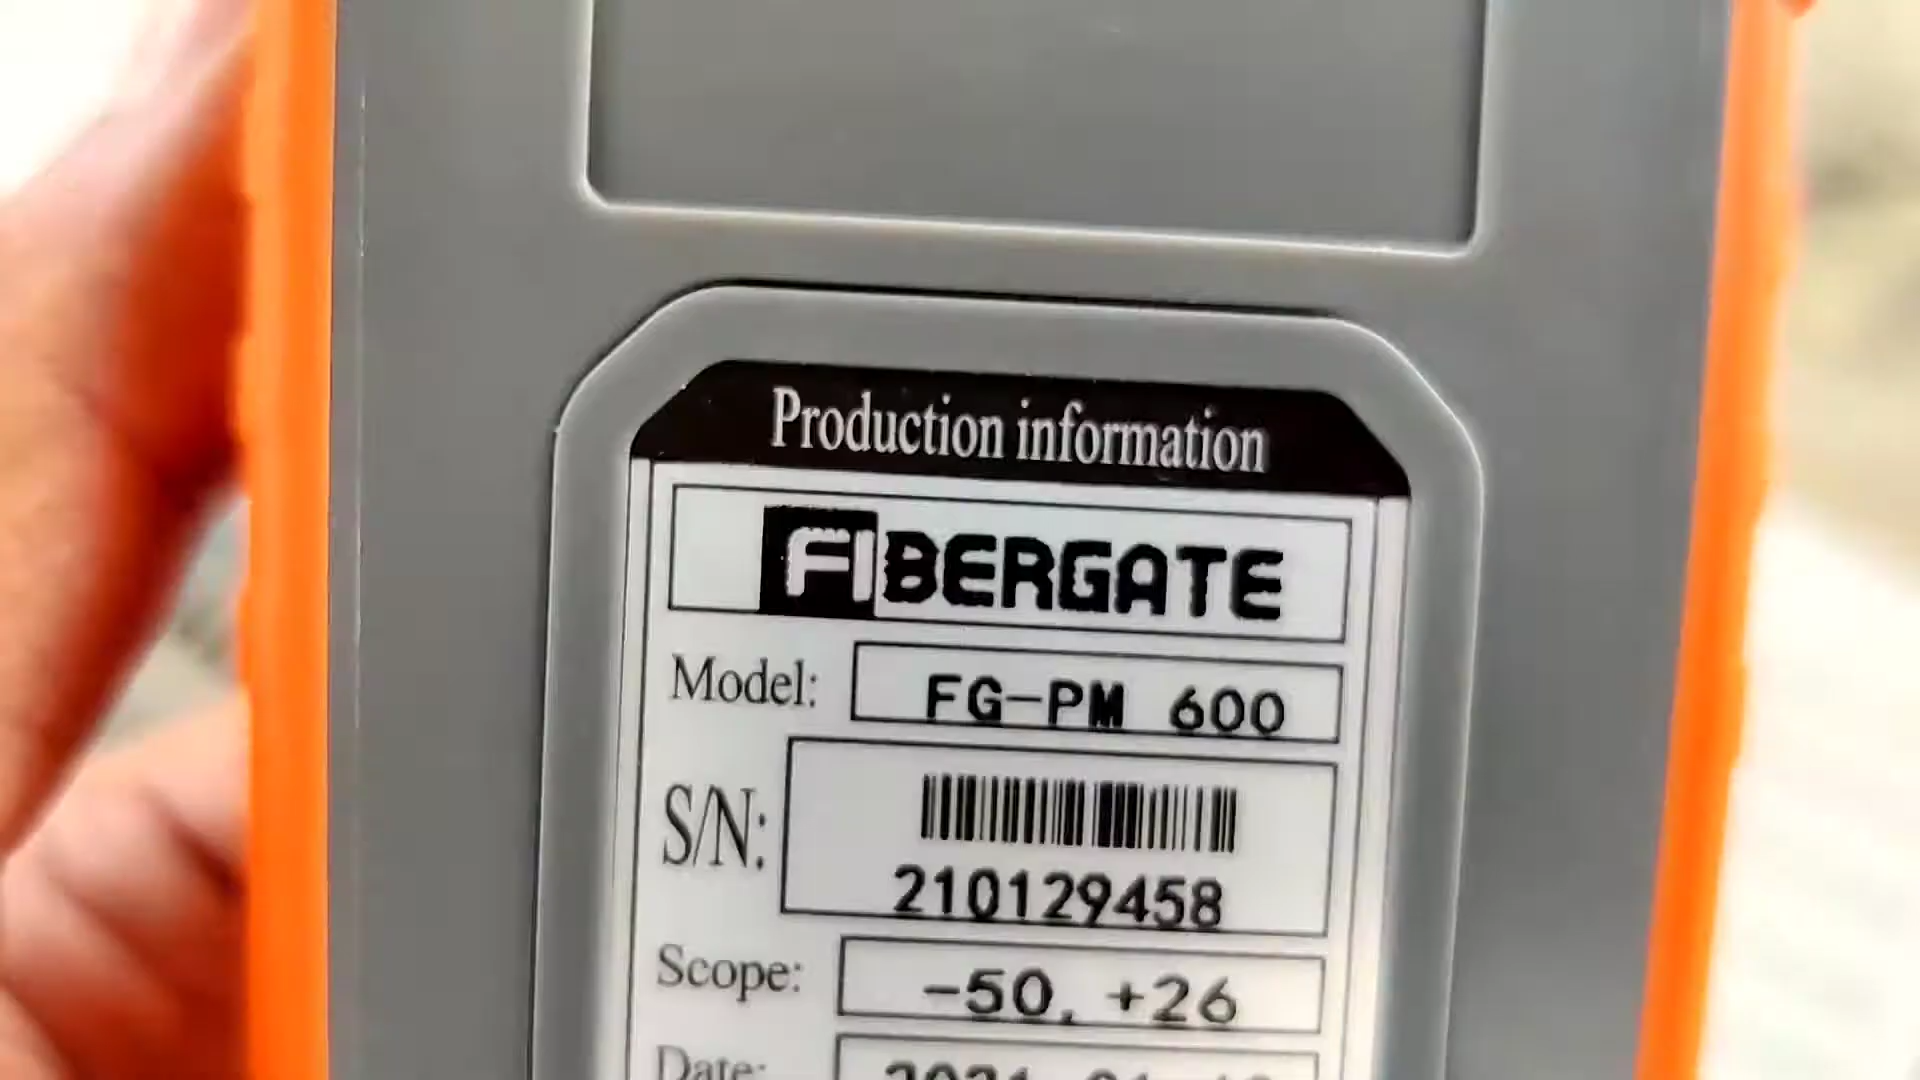 Production information
FIBERGATE
Model: FG-PM 600
S/N:
210129458
Scope: -50, +26
Date: